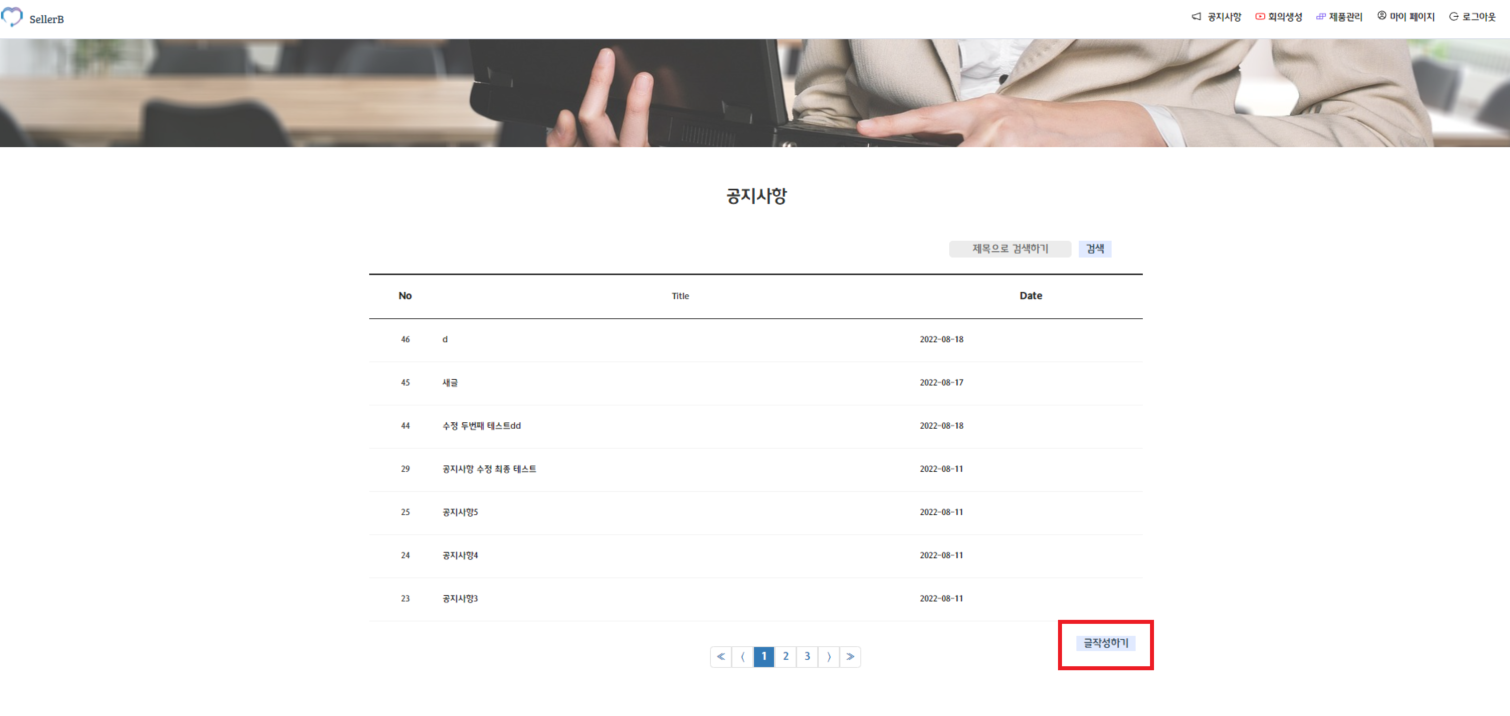 SellerB
공지사항 회의생성 제품관리 마이 페이지 로그아웃
공지사항
제목으로 검색하기 검색
No Title Date
46 d 2022-08-18
45 새글 2022-08-17
44 수정 두번째 테스트dd 2022-08-18
29 공지사항 수정 최종 테스트 2022-08-11
25 공지사항5 2022-08-11
24 공지사항4 2022-08-11
23 공지사항3 2022-08-11
글작성하기
≪ ⟨ 1 2 3 ⟩ ≫